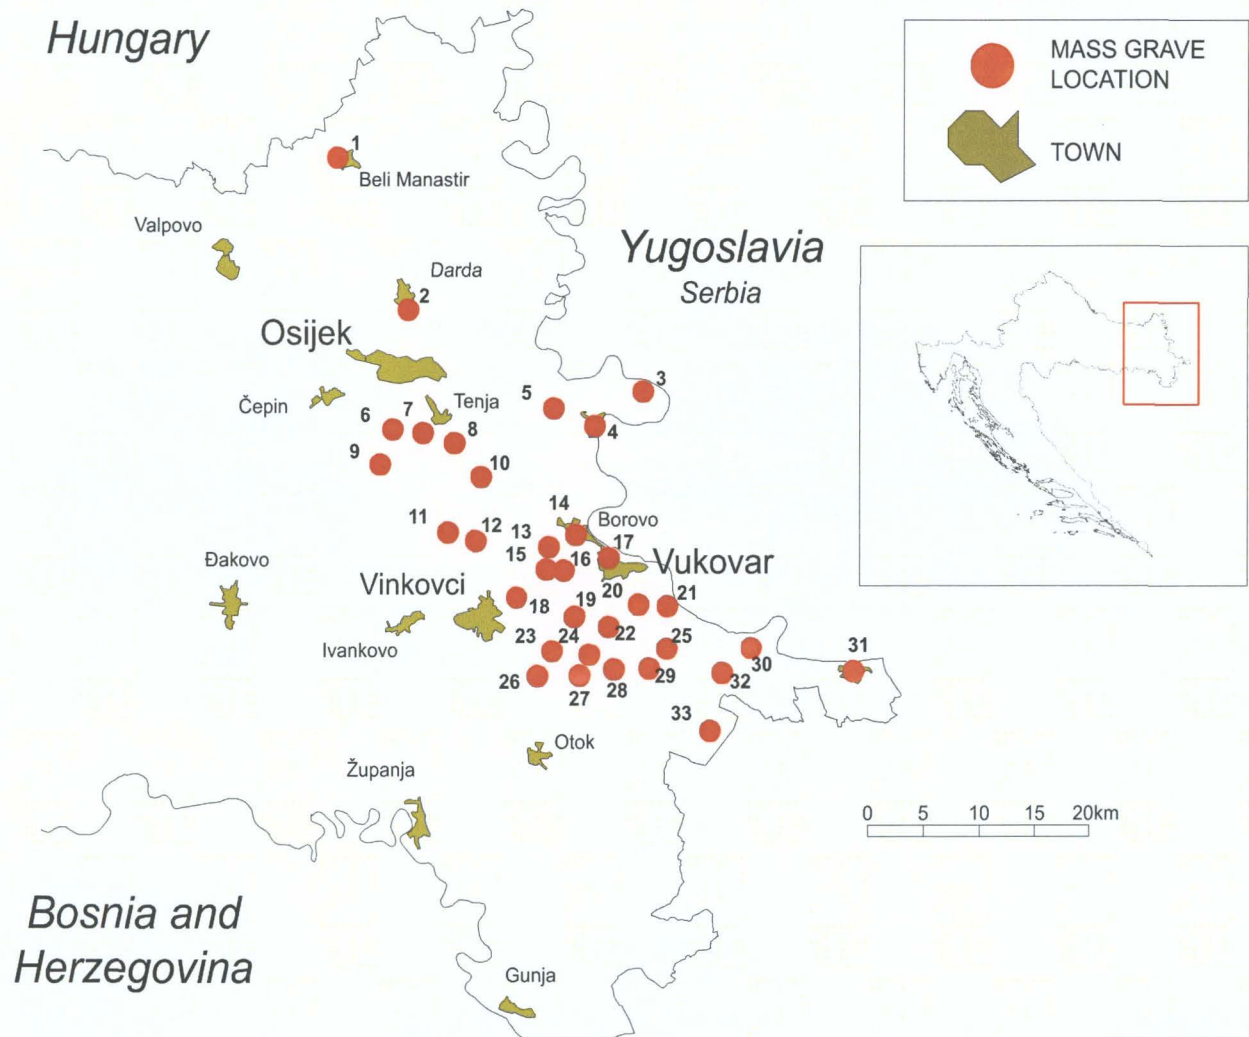 Hungary
MASS GRAVE
LOCATION
TOWN
1
Beli Manastir
Valpovo
Yugoslavia
Serbia
Darda
2
Osijek
3
Čepin
5
Tenja
4
6
7
8
9
10
14
Borovo
11
12
13
17
15
16
Vukovar
Đakovo
Vinkovci
20
21
18
19
22
23
24
25
Ivankovo
30
31
26
27
28
29
32
33
Otok
Županja
0 5 10 15 20km
Bosnia and
Herzegovina
Gunja